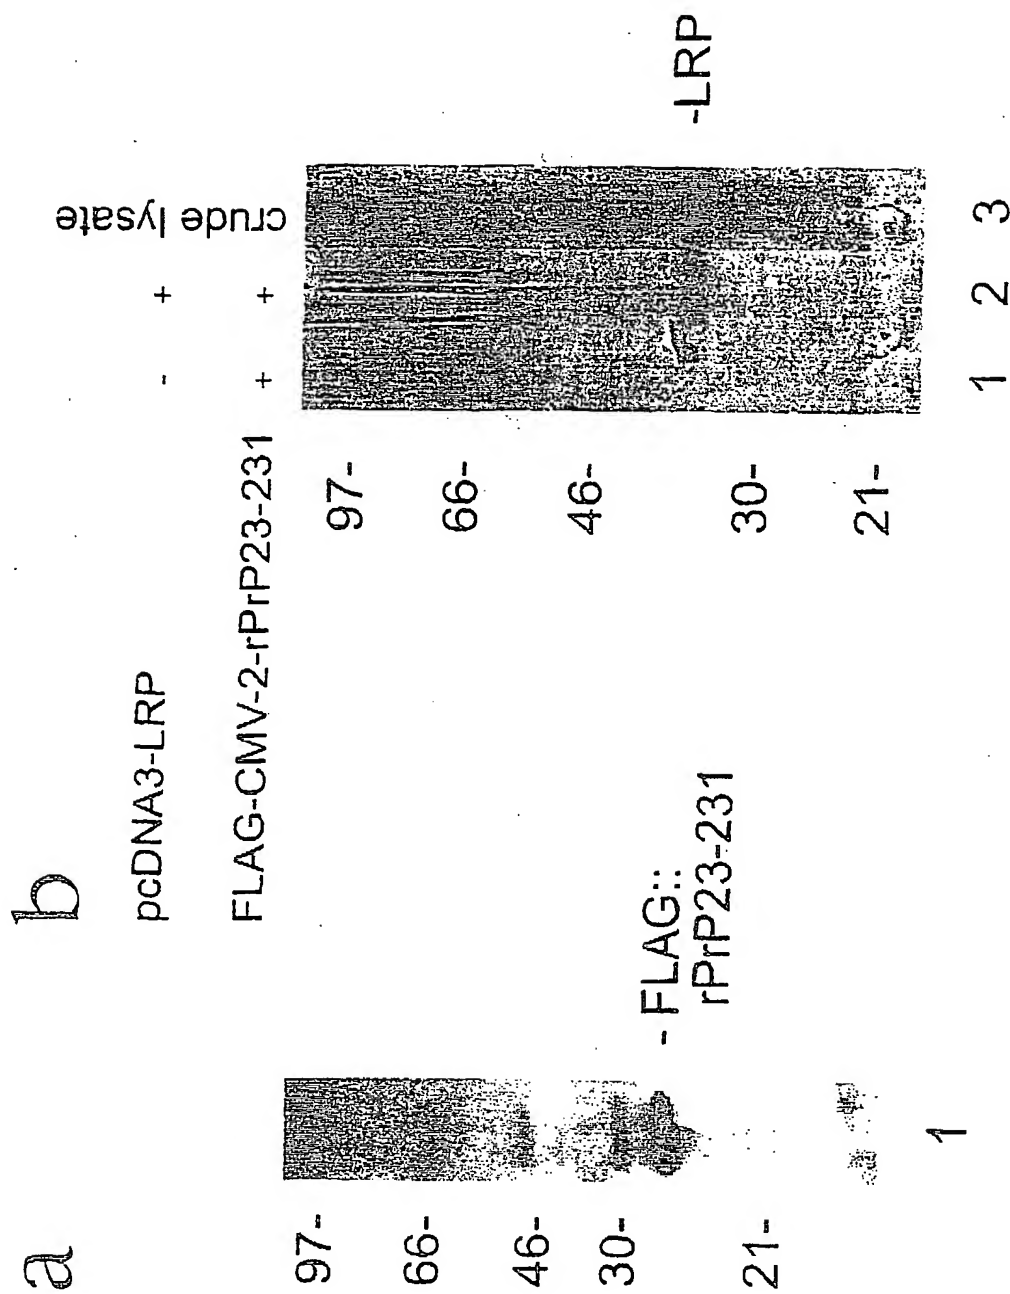 a
97-
66-
46-
30-
21-
- FLAG::
rPrP23-231
1
b
pcDNA3-LRP - +
FLAG-CMV-2-rPrP23-231 + + crude lysate
97-
66-
46-
30-
21-
-LRP
1 2 3